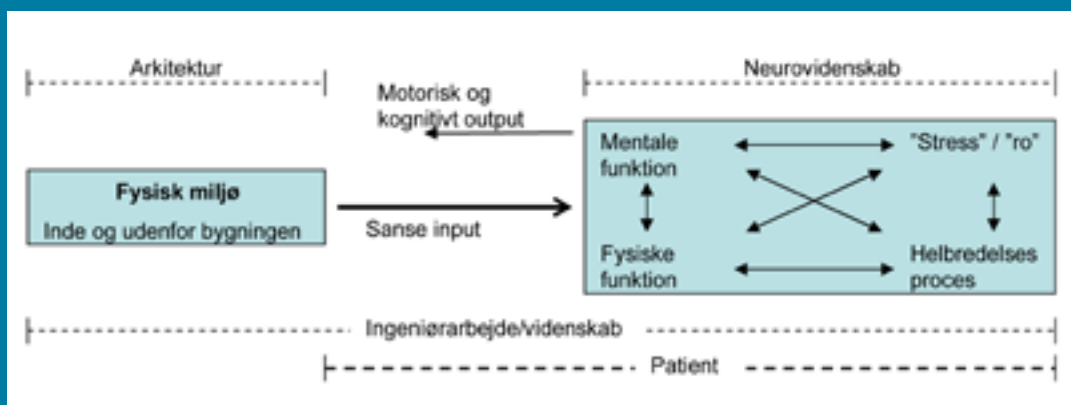 Arkitektur
Neurovidenskab
Motorisk og
kognitivt output
Fysisk miljø
Inde og udenfor bygningen
Sanse input
Mentale
funktion
"Stress" / "ro"
Fysiske
funktion
Helbredelses
proces
Ingeniørarbejde/videnskab
Patient